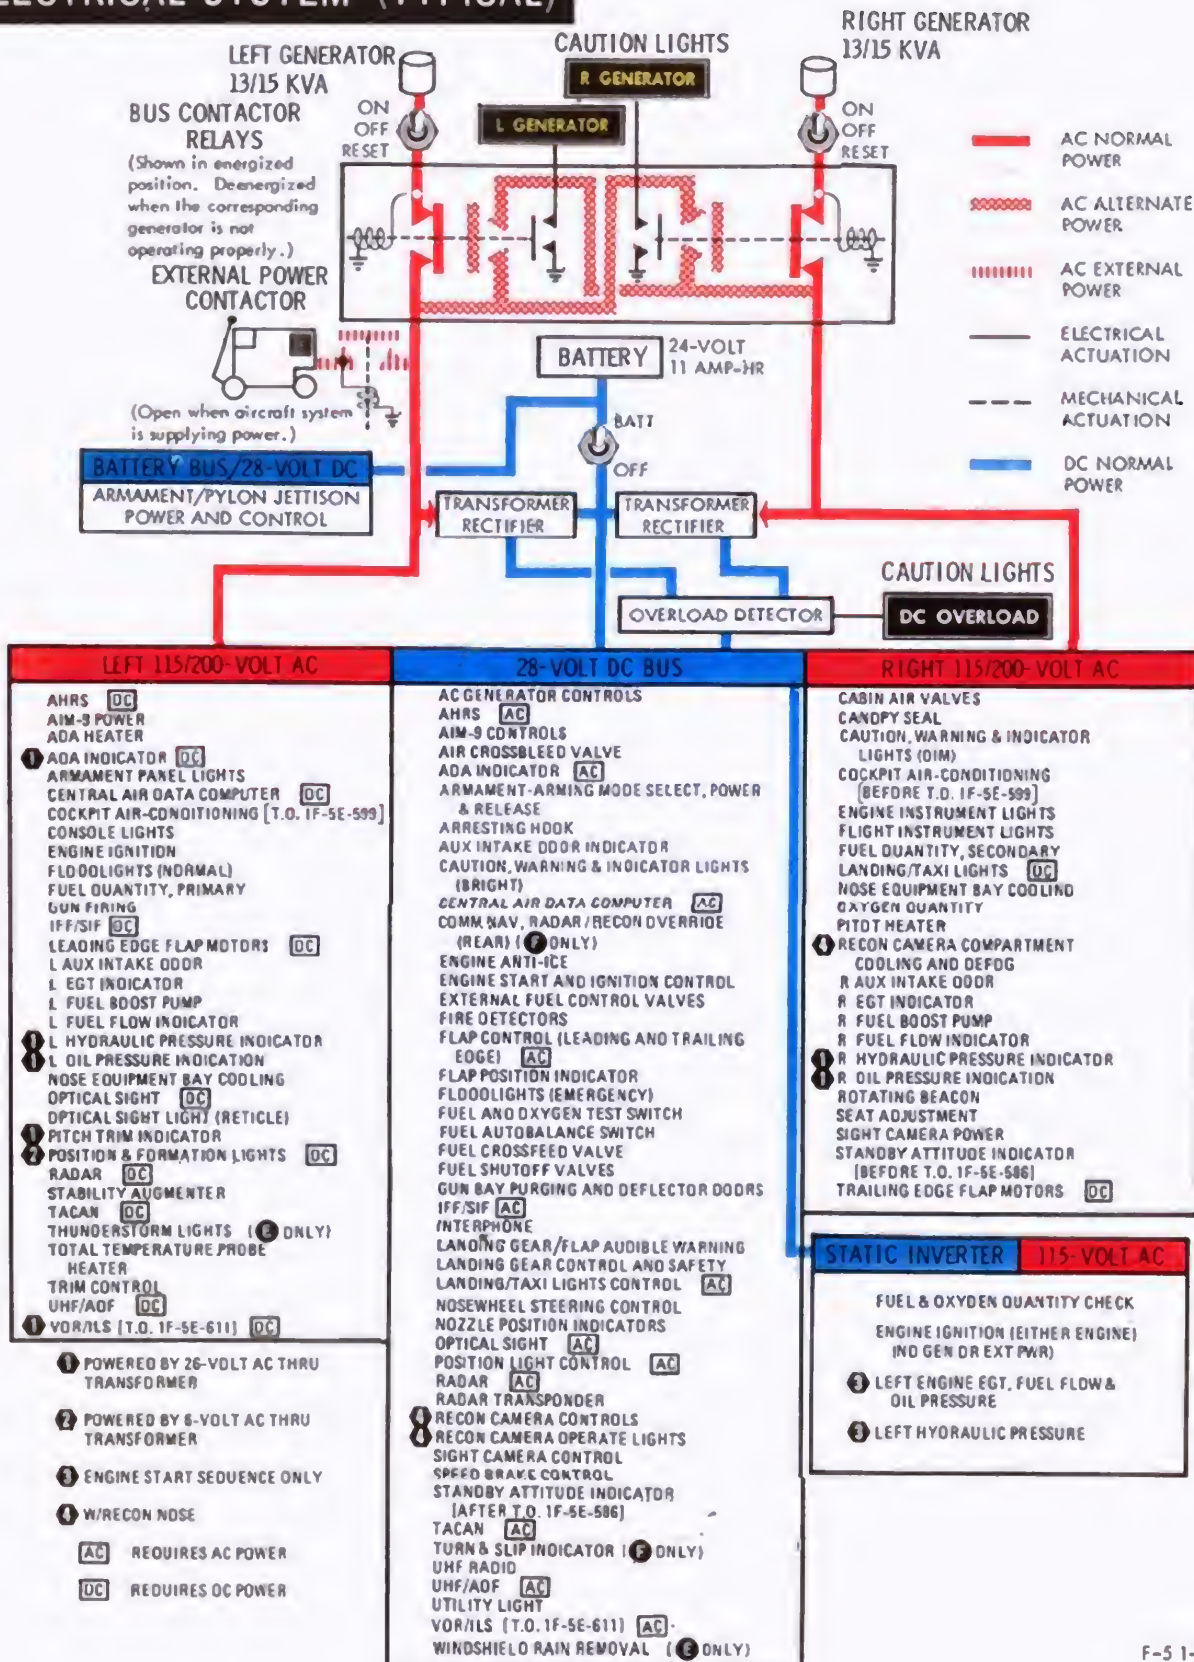 ELECTRICAL SYSTEM (TYPICAL)
LEFT GENERATOR
13/15 KVA
CAUTION LIGHTS
R GENERATOR
L GENERATOR
RIGHT GENERATOR
13/15 KVA
ON
OFF
RESET
ON
OFF
RESET
BUS CONTACTOR
RELAYS
(Shown in energized
position. Deenergized
when the corresponding
generator is not
operating properly.)
EXTERNAL POWER
CONTACTOR
(Open when aircraft system
is supplying power.)
AC NORMAL
POWER
AC ALTERNATE
POWER
AC EXTERNAL
POWER
ELECTRICAL
ACTUATION
MECHANICAL
ACTUATION
DC NORMAL
POWER
BATTERY
24-VOLT
11 AMP-HR
BATT
OFF
BATTERY BUS/28-VOLT DC
ARMAMENT/PYLON JETTISON
POWER AND CONTROL
TRANSFORMER
RECTIFIER
TRANSFORMER
RECTIFIER
CAUTION LIGHTS
OVERLOAD DETECTOR
DC OVERLOAD
LEFT 115/200-VOLT AC
AHRS DC
AIM-9 POWER
AOA HEATER
1 AOA INDICATOR DC
ARMAMENT PANEL LIGHTS
CENTRAL AIR DATA COMPUTER DC
COCKPIT AIR-CONDITIONING [T.O. 1F-5E-599]
CONSOLE LIGHTS
ENGINE IGNITION
FLOODLIGHTS (NORMAL)
FUEL QUANTITY, PRIMARY
GUN FIRING
IFF/SIF DC
LEADING EDGE FLAP MOTORS DC
L AUX INTAKE DOOR
L EGT INDICATOR
L FUEL BOOST PUMP
L FUEL FLOW INDICATOR
1 L HYDRAULIC PRESSURE INDICATOR
1 L OIL PRESSURE INDICATION
NOSE EQUIPMENT BAY COOLING
OPTICAL SIGHT DC
OPTICAL SIGHT LIGHT (RETICLE)
1 PITCH TRIM INDICATOR
2 POSITION & FORMATION LIGHTS DC
RADAR DC
STABILITY AUGMENTER
TACAN DC
THUNDERSTORM LIGHTS (E ONLY)
TOTAL TEMPERATURE PROBE
HEATER
TRIM CONTROL
UHF/ADF DC
1 VOR/ILS [T.O. 1F-5E-611] DC
1 POWERED BY 26-VOLT AC THRU
TRANSFORMER
2 POWERED BY 6-VOLT AC THRU
TRANSFORMER
3 ENGINE START SEQUENCE ONLY
4 W/RECON NOSE
AC REQUIRES AC POWER
DC REQUIRES DC POWER
28-VOLT DC BUS
AC GENERATOR CONTROLS
AHRS AC
AIM-9 CONTROLS
AIR CROSSBLEED VALVE
AOA INDICATOR AC
ARMAMENT-ARMING MODE SELECT, POWER
& RELEASE
ARRESTING HOOK
AUX INTAKE DOOR INDICATOR
CAUTION, WARNING & INDICATOR LIGHTS
(BRIGHT)
CENTRAL AIR DATA COMPUTER AC
COMM NAV, RADAR/RECON OVERRIDE
(REAR) (F ONLY)
ENGINE ANTI-ICE
ENGINE START AND IGNITION CONTROL
EXTERNAL FUEL CONTROL VALVES
FIRE DETECTORS
FLAP CONTROL (LEADING AND TRAILING
EDGE) AC
FLAP POSITION INDICATOR
FLOODLIGHTS (EMERGENCY)
FUEL AND OXYGEN TEST SWITCH
FUEL AUTOBALANCE SWITCH
FUEL CROSSFEED VALVE
FUEL SHUTOFF VALVES
GUN BAY PURGING AND DEFLECTOR DOORS
IFF/SIF AC
INTERPHONE
LANDING GEAR/FLAP AUDIBLE WARNING
LANDING GEAR CONTROL AND SAFETY
LANDING/TAXI LIGHTS CONTROL AC
NOSEWHEEL STEERING CONTROL
NOZZLE POSITION INDICATORS
OPTICAL SIGHT AC
POSITION LIGHT CONTROL AC
RADAR AC
RADAR TRANSPONDER
4 RECON CAMERA CONTROLS
4 RECON CAMERA OPERATE LIGHTS
SIGHT CAMERA CONTROL
SPEED BRAKE CONTROL
STANDBY ATTITUDE INDICATOR
[AFTER T.O. 1F-5E-586]
TACAN AC
TURN & SLIP INDICATOR (F ONLY)
UHF RADIO
UHF/ADF AC
UTILITY LIGHT
VOR/ILS [T.O. 1F-5E-611] AC
WINDSHIELD RAIN REMOVAL (E ONLY)
RIGHT 115/200-VOLT AC
CABIN AIR VALVES
CANOPY SEAL
CAUTION, WARNING & INDICATOR
LIGHTS (DIM)
COCKPIT AIR-CONDITIONING
[BEFORE T.O. 1F-5E-599]
ENGINE INSTRUMENT LIGHTS
FLIGHT INSTRUMENT LIGHTS
FUEL QUANTITY, SECONDARY
LANDING/TAXI LIGHTS DC
NOSE EQUIPMENT BAY COOLING
OXYGEN QUANTITY
PITOT HEATER
4 RECON CAMERA COMPARTMENT
COOLING AND DEFOG
R AUX INTAKE DOOR
R EGT INDICATOR
R FUEL BOOST PUMP
R FUEL FLOW INDICATOR
1 R HYDRAULIC PRESSURE INDICATOR
1 R OIL PRESSURE INDICATION
ROTATING BEACON
SEAT ADJUSTMENT
SIGHT CAMERA POWER
STANDBY ATTITUDE INDICATOR
[BEFORE T.O. 1F-5E-586]
TRAILING EDGE FLAP MOTORS DC
STATIC INVERTER 115-VOLT AC
FUEL & OXYGEN QUANTITY CHECK
ENGINE IGNITION (EITHER ENGINE)
(NO GEN OR EXT PWR)
3 LEFT ENGINE EGT, FUEL FLOW &
OIL PRESSURE
3 LEFT HYDRAULIC PRESSURE
F-5 1-